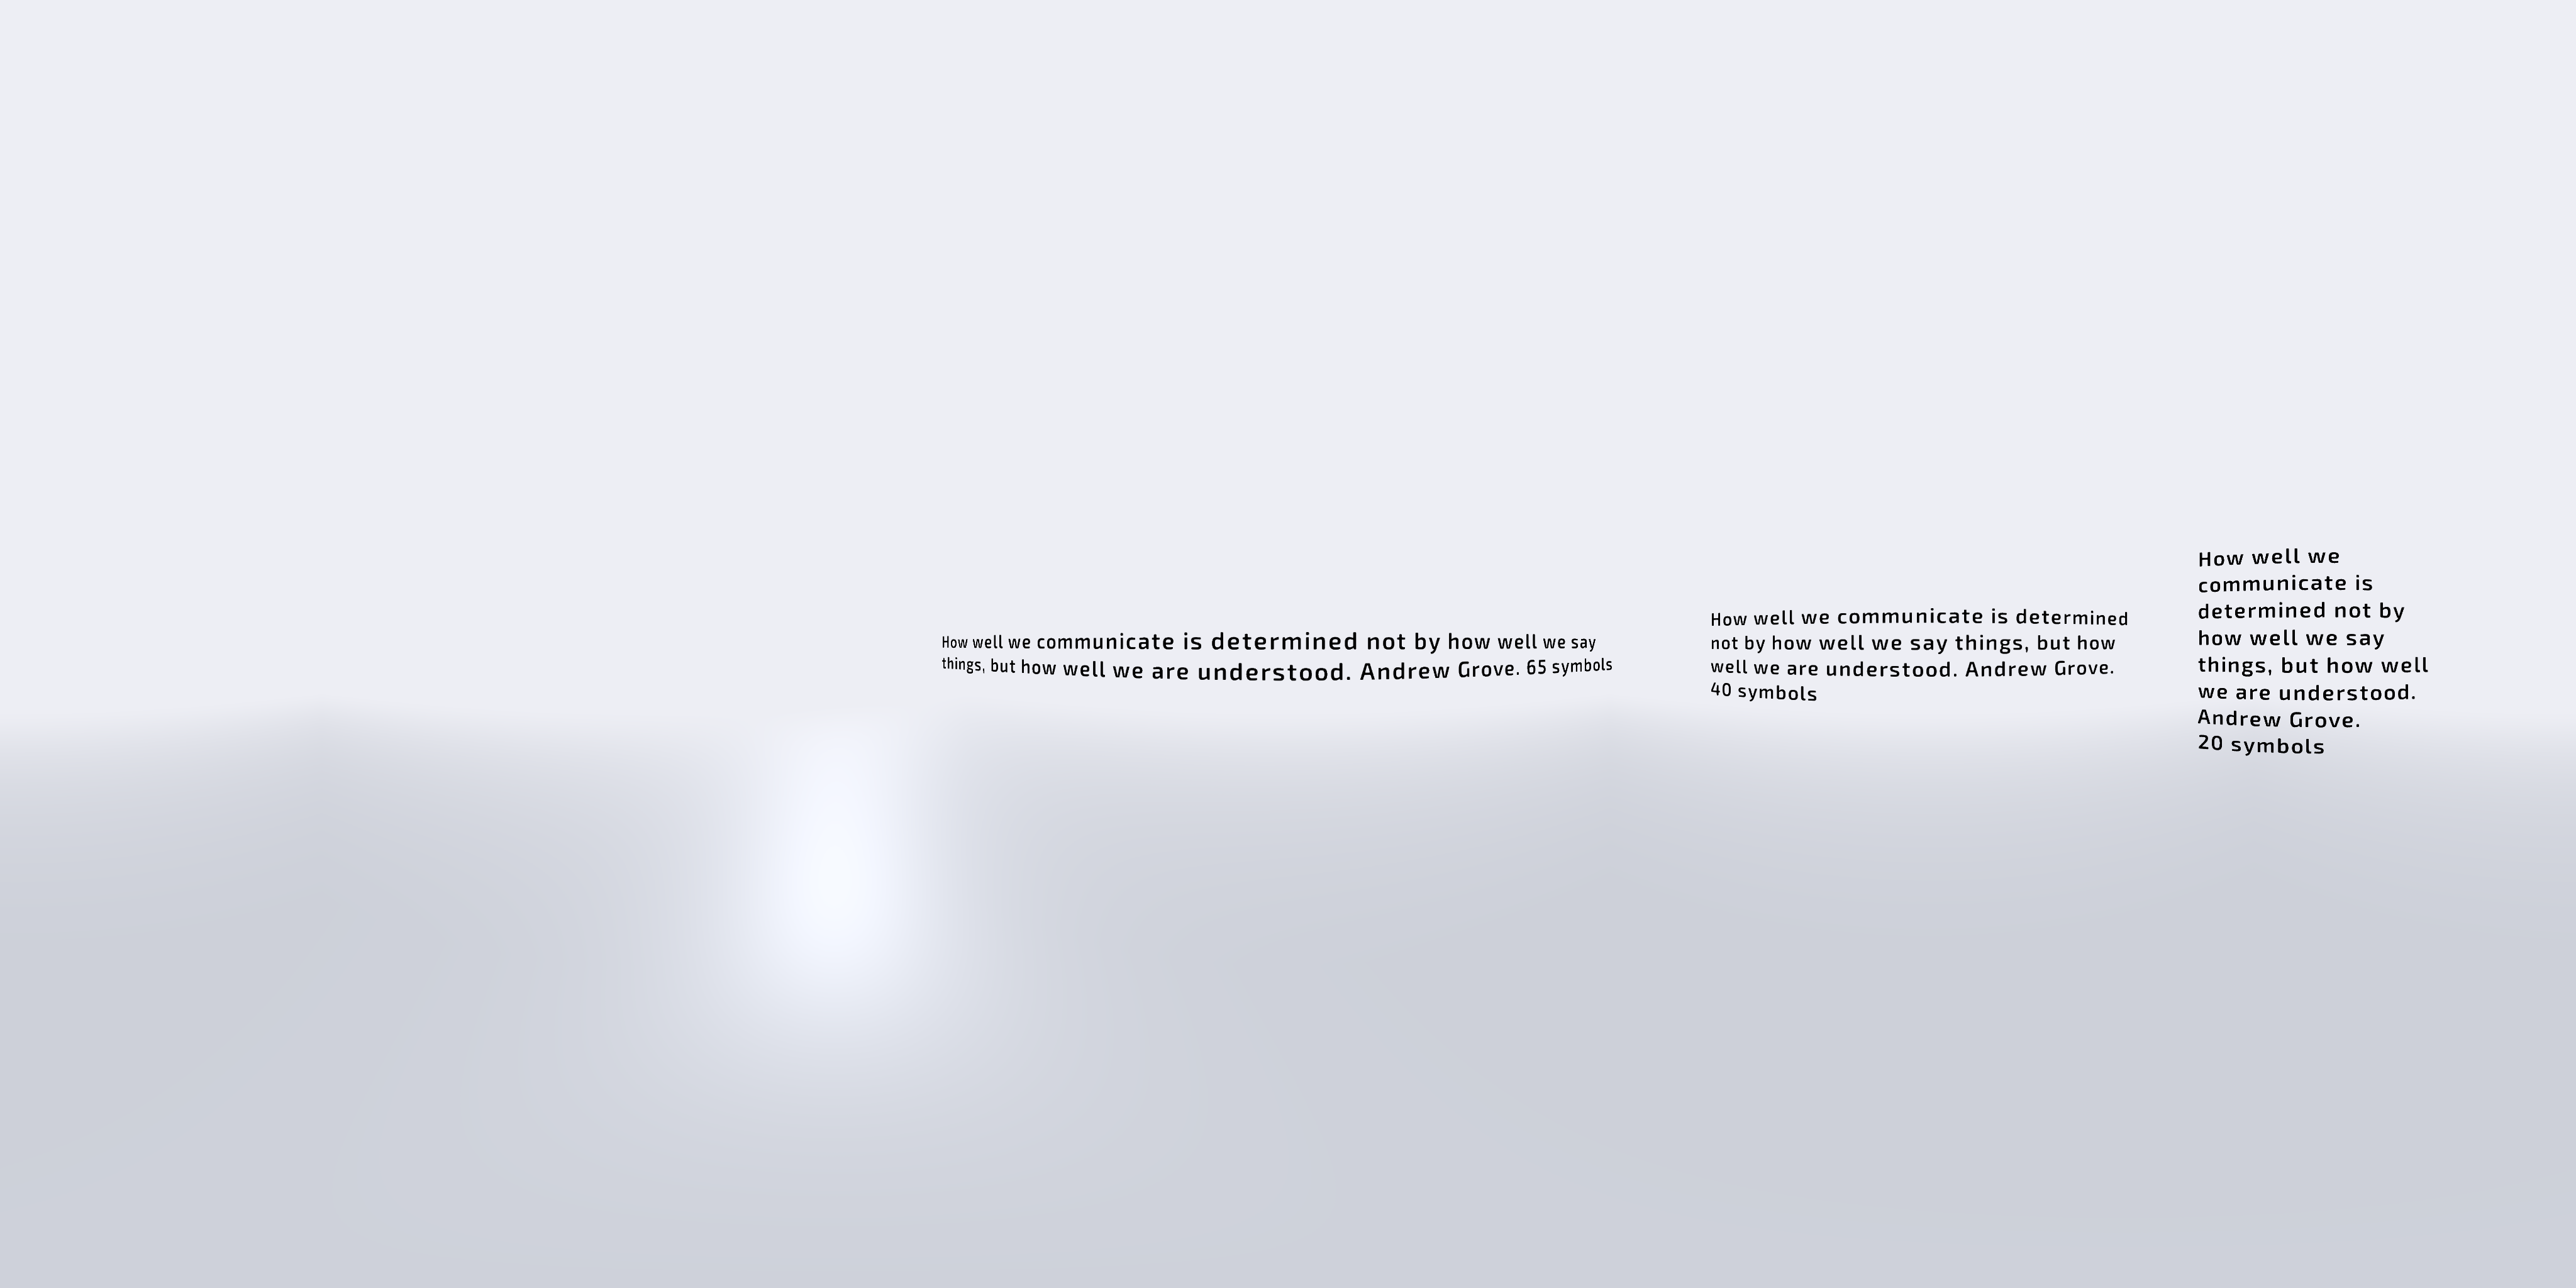 How well we communicate is determined not by how well we say
things, but how well we are understood. Andrew Grove. 65 symbols
How well we communicate is determined
not by how well we say things, but how
well we are understood. Andrew Grove.
40 symbols
How well we
communicate is
determined not by
how well we say
things, but how well
we are understood.
Andrew Grove.
20 symbols